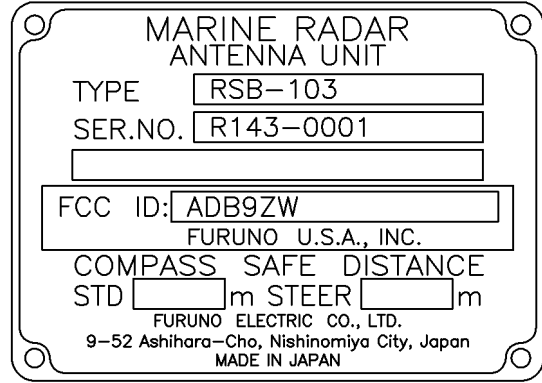 MARINE RADAR
ANTENNA UNIT
TYPE RSB-103
SER.NO. R143-0001
FCC ID: ADB9ZW
FURUNO U.S.A., INC.
COMPASS SAFE DISTANCE
STD m STEER m
FURUNO ELECTRIC CO., LTD.
9-52 Ashihara-Cho, Nishinomiya City, Japan
MADE IN JAPAN